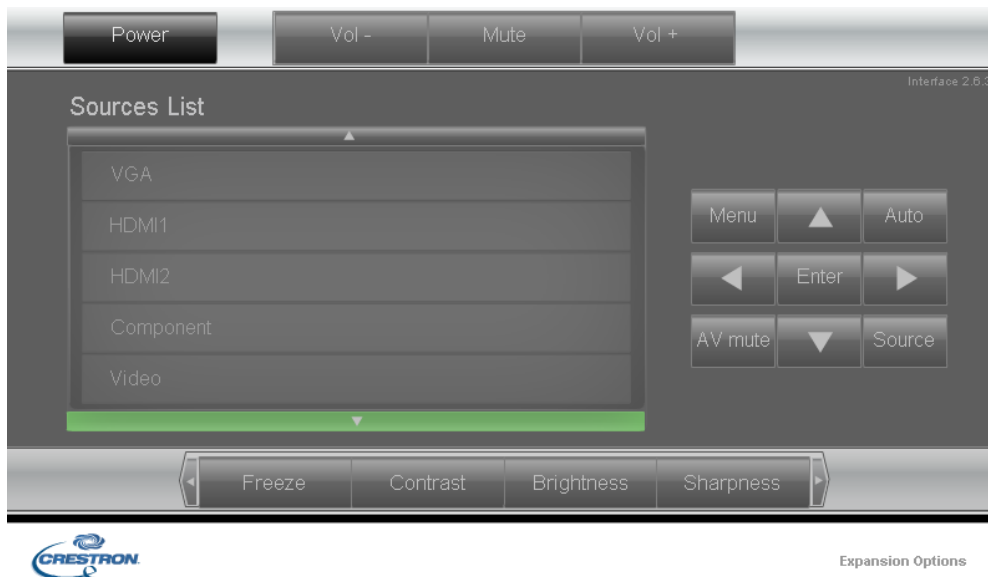 Power Vol - Mute Vol +
Interface 2.6.3
Sources List
VGA
HDMI1
HDMI2
Component
Video
Menu Auto
Enter
AV mute Source
Freeze Contrast Brightness Sharpness
CRESTRON
Expansion Options